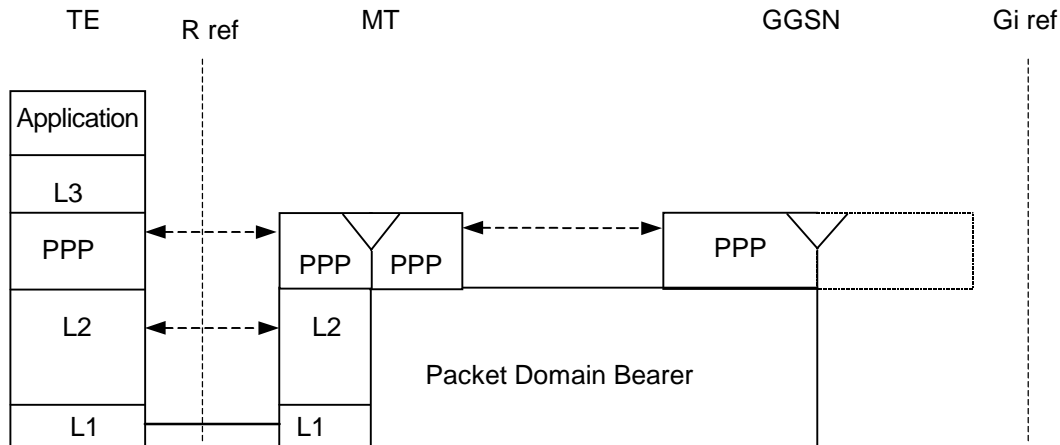 TE
R ref
MT
GGSN
Gi ref
Application
L3
PPP
PPP
PPP
PPP
L2
L2
Packet Domain Bearer
L1
L1